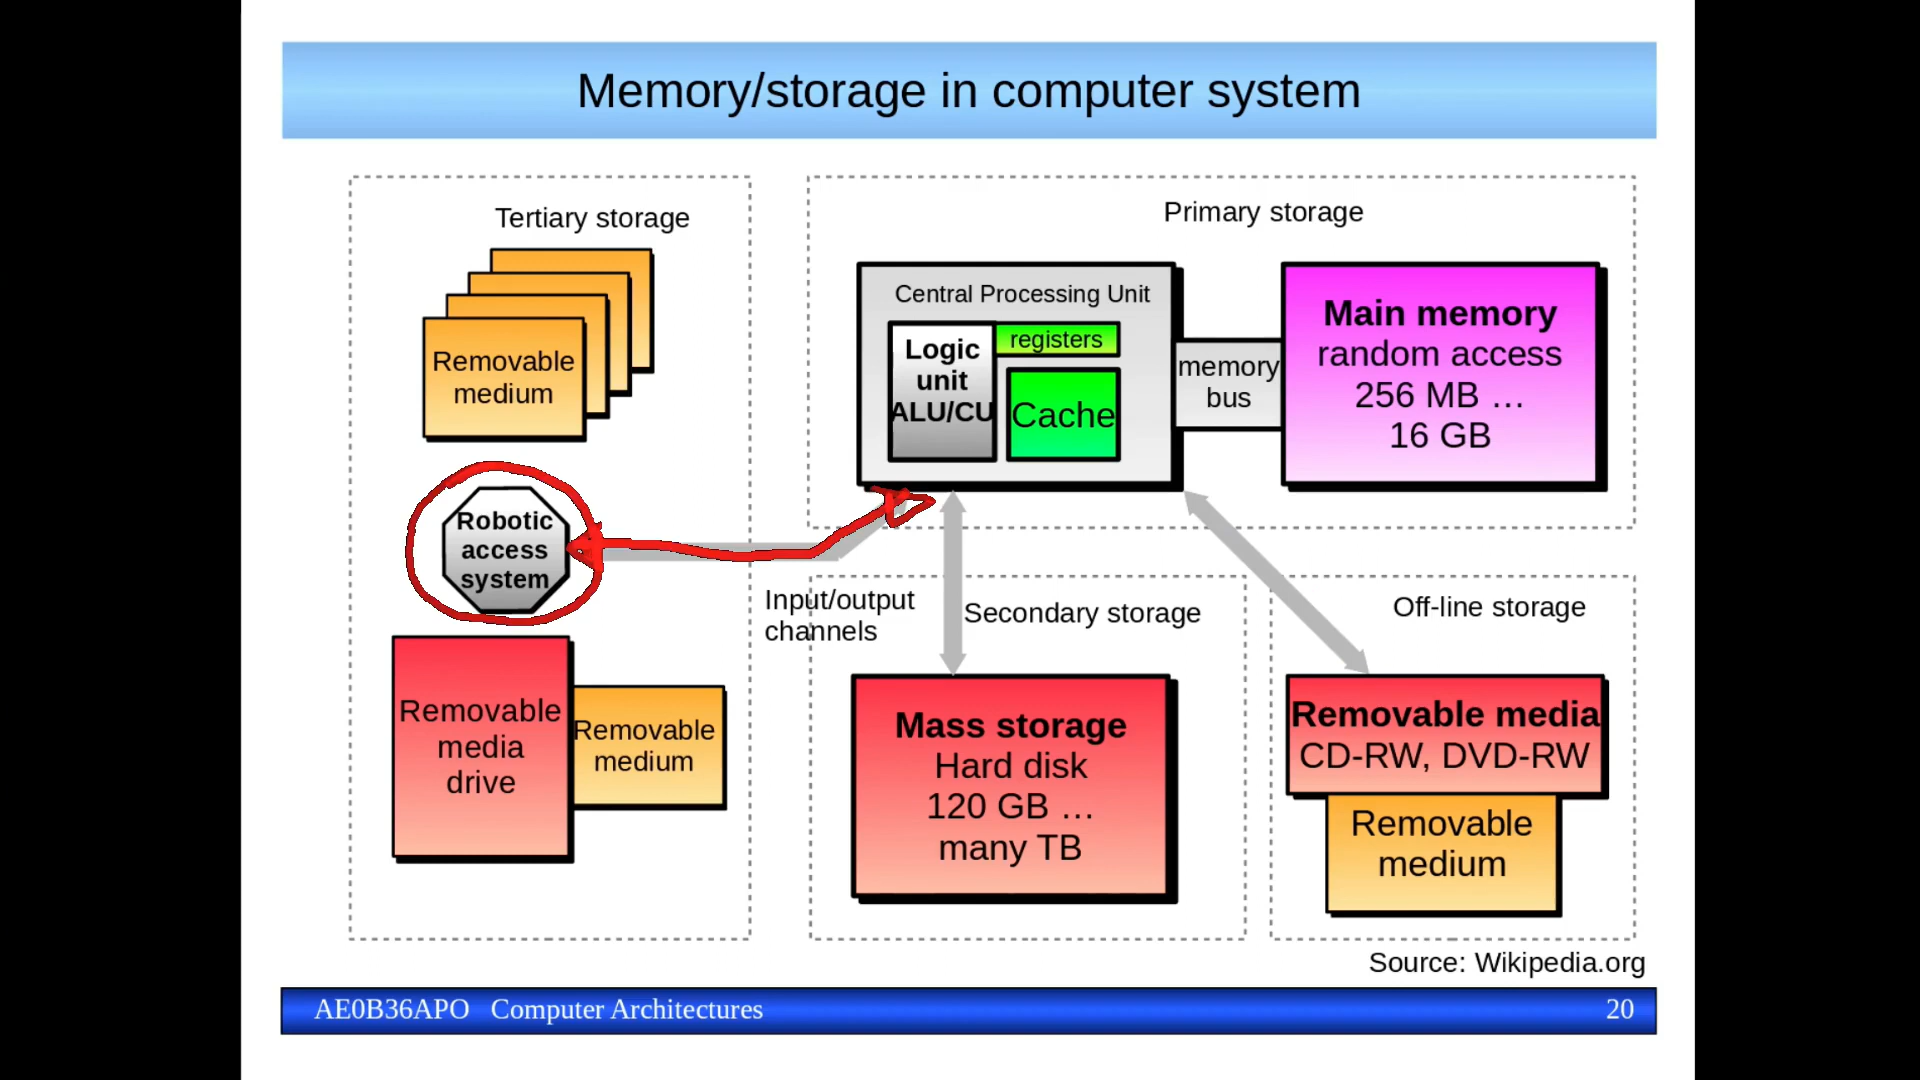 Memory/storage in computer system
Tertiary storage
Removable
medium
Robotic
access
system
Removable
media
drive
Removable
medium
Input/output
channels
Primary storage
Central Processing Unit
Logic
unit
ALU/CU
registers
Cache
memory
bus
Main memory
random access
256 MB …
16 GB
Secondary storage
Mass storage
Hard disk
120 GB …
many TB
Off-line storage
Removable media
CD-RW, DVD-RW
Removable
medium
Source: Wikipedia.org
AE0B36APO Computer Architectures
20